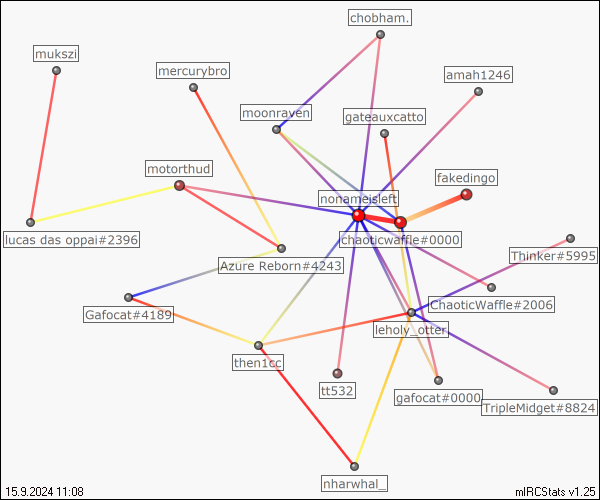 chobham.
mukszi
mercurybro
amah1246
moonraven
gateauxcatto
motorthud
fakedingo
nonameisleft
lucas das oppai#2396
chaoticwaffle#0000
Azure Reborn#4243
Thinker#5995
Gafocat#4189
ChaoticWaffle#2006
leholy_otter
then1cc
tt532
gafocat#0000
TripleMidget#8824
nharwhal_
15.9.2024 11:08
mIRCStats v1.25